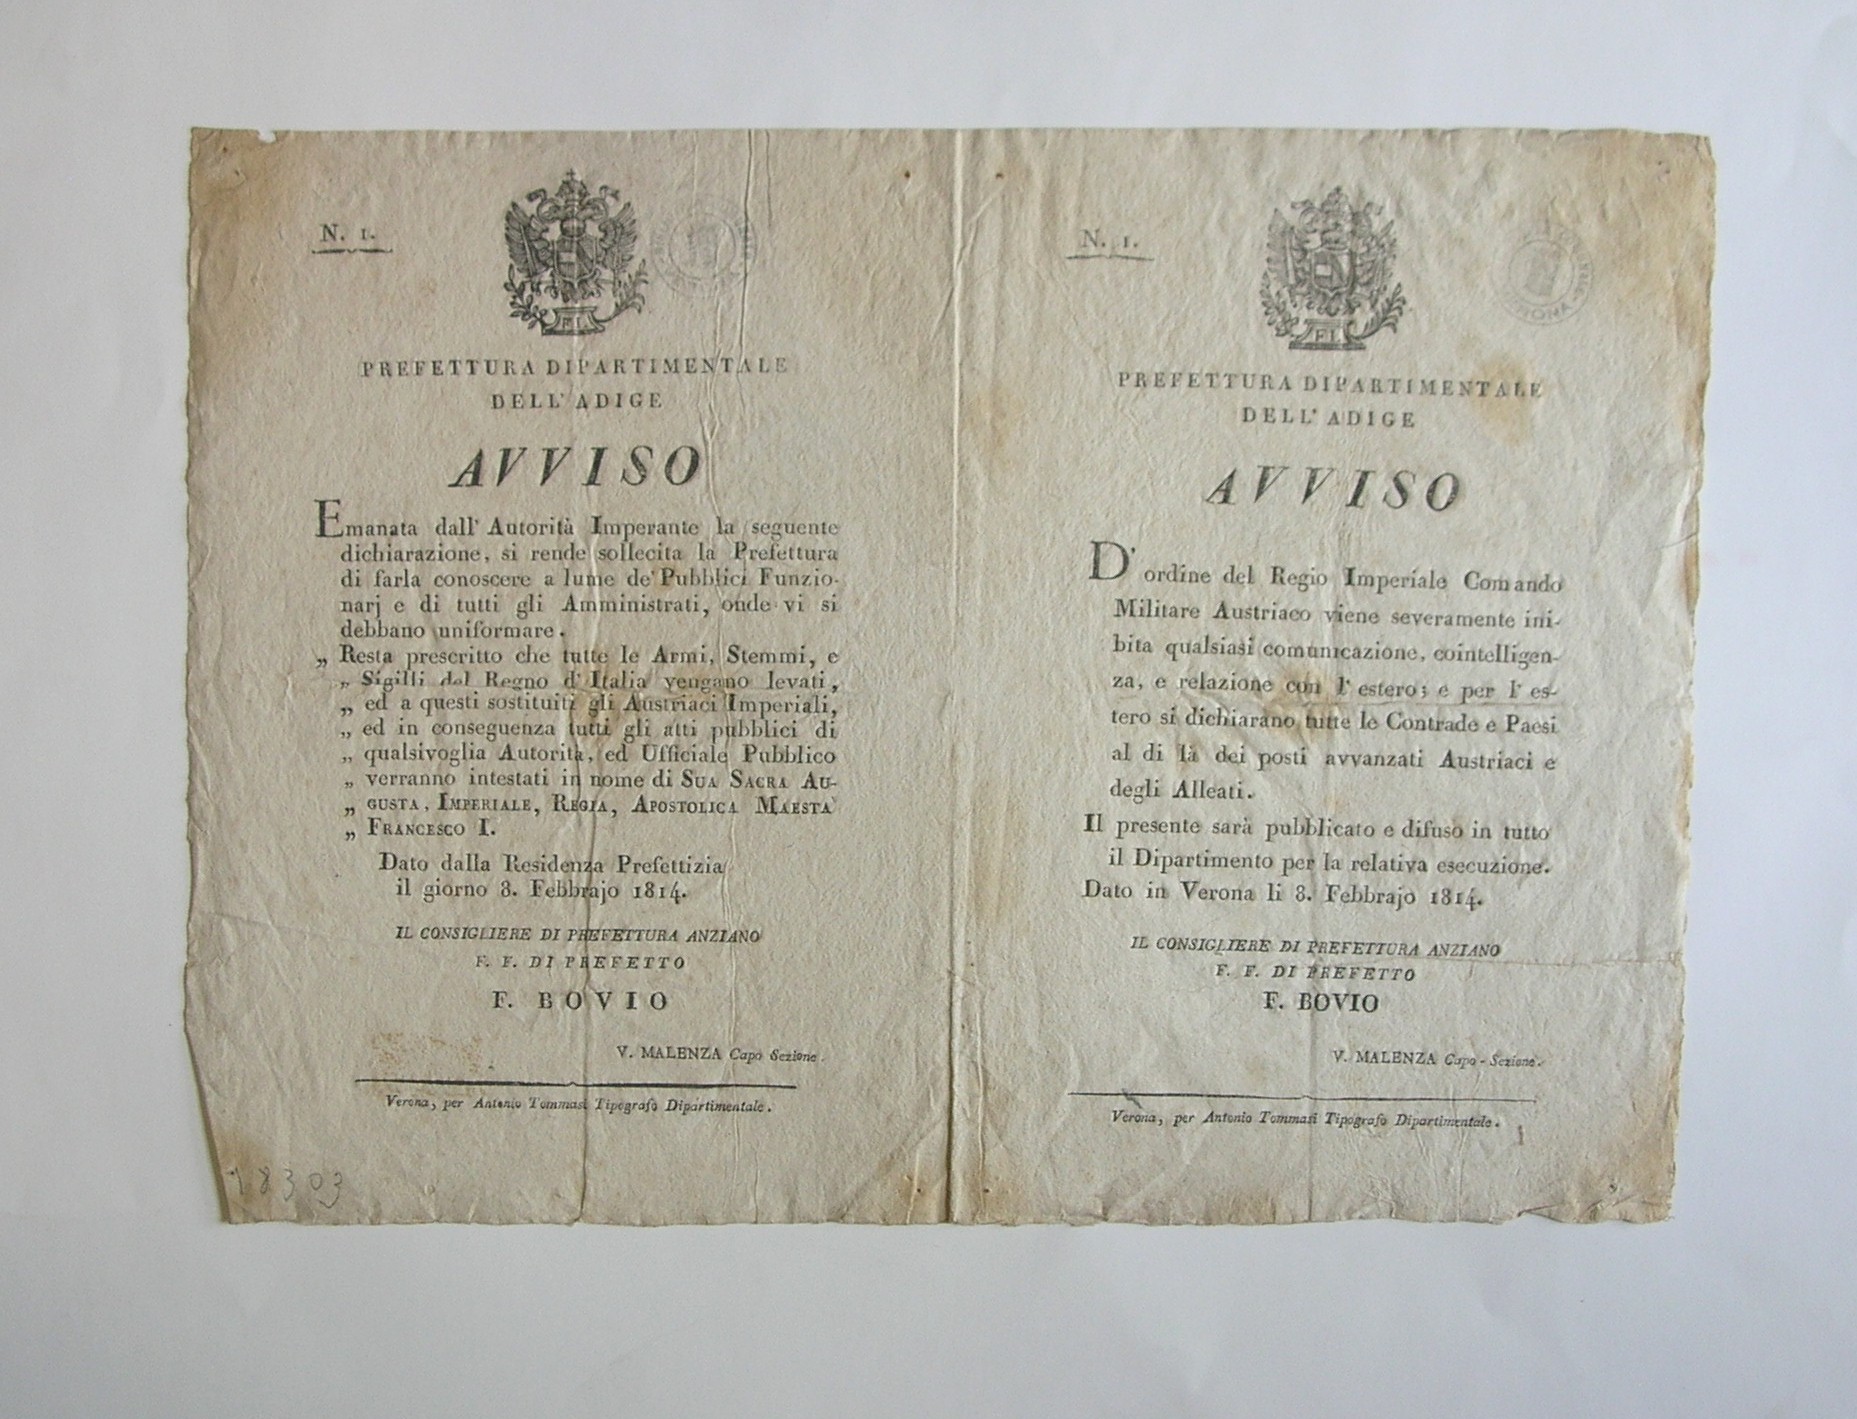 N. 1.
F. I.
PREFETTURA DIPARTIMENTALE
DELL' ADIGE
AVVISO
Emanata dall' Autorità Imperante la seguente
dichiarazione, si rende sollecita la Prefettura
di farla conoscere a lume de' Pubblici Funzio-
narj e di tutti gli Amministrati, onde vi si
debbano uniformare.
„ Resta prescritto che tutte le Armi, Stemmi, e
„ Sigilli del Regno d' Italia vengano levati,
„ ed a questi sostituiti gli Austriaci Imperiali,
„ ed in conseguenza tutti gli atti pubblici di
„ qualsivoglia Autorità, ed Ufficiale Pubblico
„ verranno intestati in nome di SUA SACRA AU-
„ GUSTA, IMPERIALE, REGIA, APOSTOLICA MAESTA'
„ FRANCESCO I.
Dato dalla Residenza Prefettizia
il giorno 8. Febbrajo 1814.
IL CONSIGLIERE DI PREFETTURA ANZIANO
F. F. DI PREFETTO
F. BOVIO
V. MALENZA Capo Sezione.
Verona, per Antonio Tommasi Tipografo Dipartimentale.
18303
N. 1.
F. I.
PREFETTURA DIPARTIMENTALE
DELL' ADIGE
AVVISO
D' ordine del Regio Imperiale Comando
Militare Austriaco viene severamente ini-
bita qualsiasi comunicazione, cointelligen-
za, e relazione con l' estero; e per l' es-
tero si dichiarano tutte le Contrade e Paesi
al di là dei posti avvanzati Austriaci e
degli Alleati.
Il presente sarà pubblicato e difuso in tutto
il Dipartimento per la relativa esecuzione.
Dato in Verona li 8. Febbrajo 1814.
IL CONSIGLIERE DI PREFETTURA ANZIANO
F. F. DI PREFETTO
F. BOVIO
V. MALENZA Capo-Sezione.
Verona, per Antonio Tommasi Tipografo Dipartimentale.